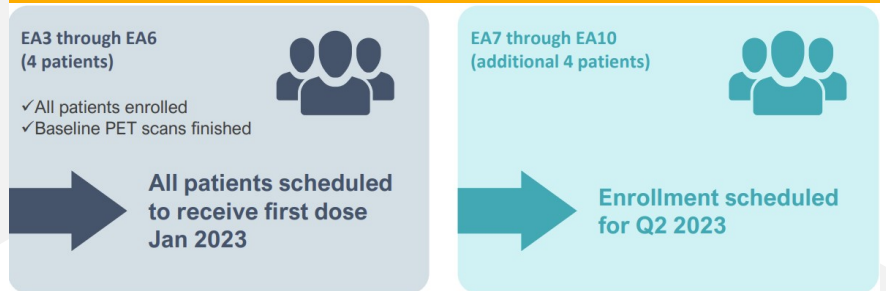 EA3 through EA6
(4 patients)
✓All patients enrolled
✓Baseline PET scans finished
All patients scheduled
to receive first dose
Jan 2023
EA7 through EA10
(additional 4 patients)
Enrollment scheduled
for Q2 2023